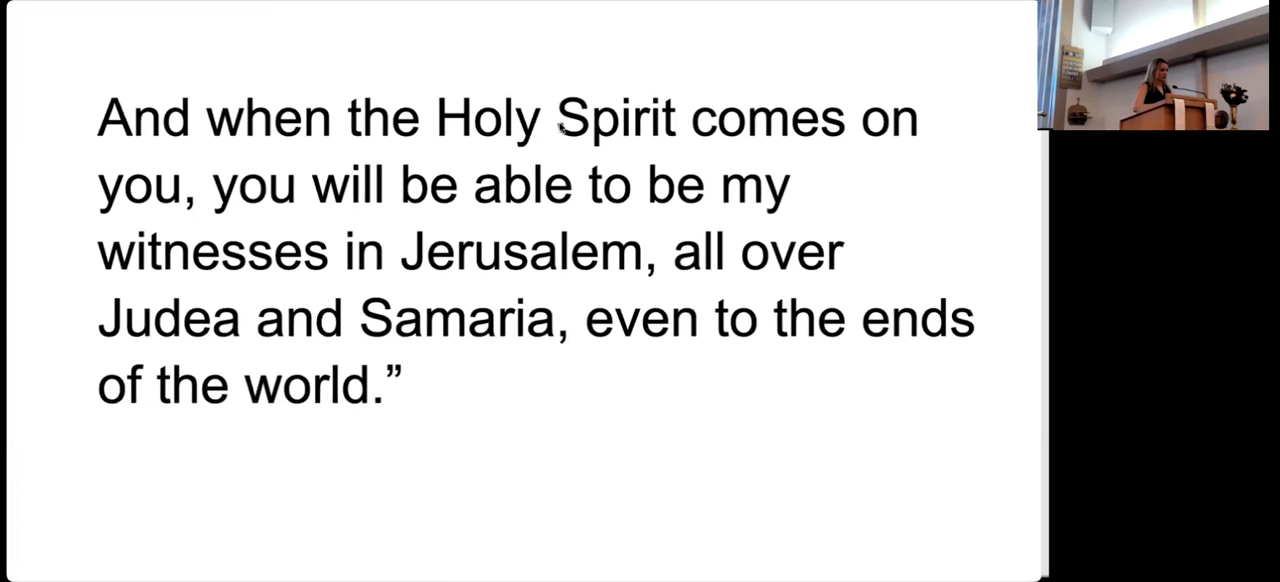 And when the Holy Spirit comes on
you, you will be able to be my
witnesses in Jerusalem, all over
Judea and Samaria, even to the ends
of the world.”